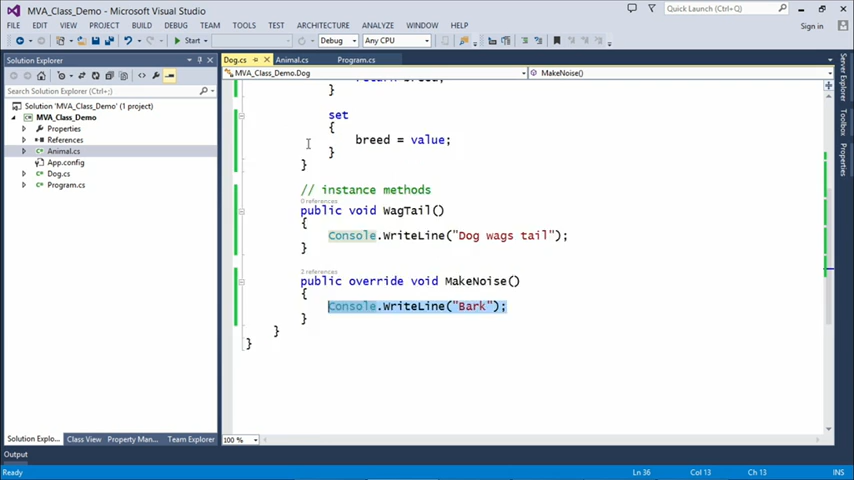 MVA_Class_Demo - Microsoft Visual Studio
Quick Launch (Ctrl+Q)
FILE EDIT VIEW PROJECT BUILD DEBUG TEAM TOOLS TEST ARCHITECTURE ANALYZE WINDOW HELP
Sign in
Start Debug Any CPU
Solution Explorer
Search Solution Explorer (Ctrl+;)
Solution 'MVA_Class_Demo' (1 project)
MVA_Class_Demo
Properties
References
Animal.cs
App.config
Dog.cs
Program.cs
Dog.cs Animal.cs Program.cs
MVA_Class_Demo.Dog MakeNoise()
}
set
{
breed = value;
}
}
// instance methods
0 references
public void WagTail()
{
Console.WriteLine("Dog wags tail");
}
2 references
public override void MakeNoise()
{
Console.WriteLine("Bark");
}
}
}
Server Explorer
Toolbox
Properties
100 %
Solution Explo... Class View Property Man... Team Explorer
Output
Ready Ln 36 Col 13 Ch 13 INS